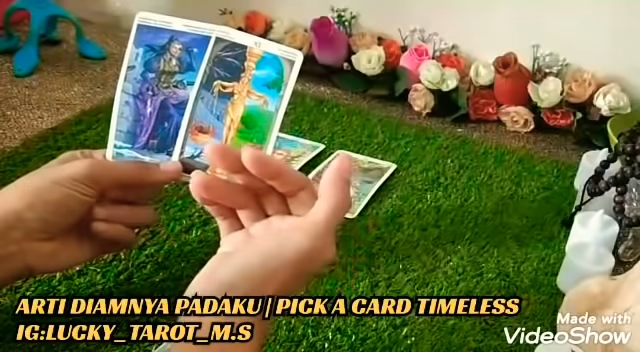 ARTI DIAMNYA PADAKU | PICK A CARD TIMELESS
IG:LUCKY_TAROT_M.S
Made with
VideoShow